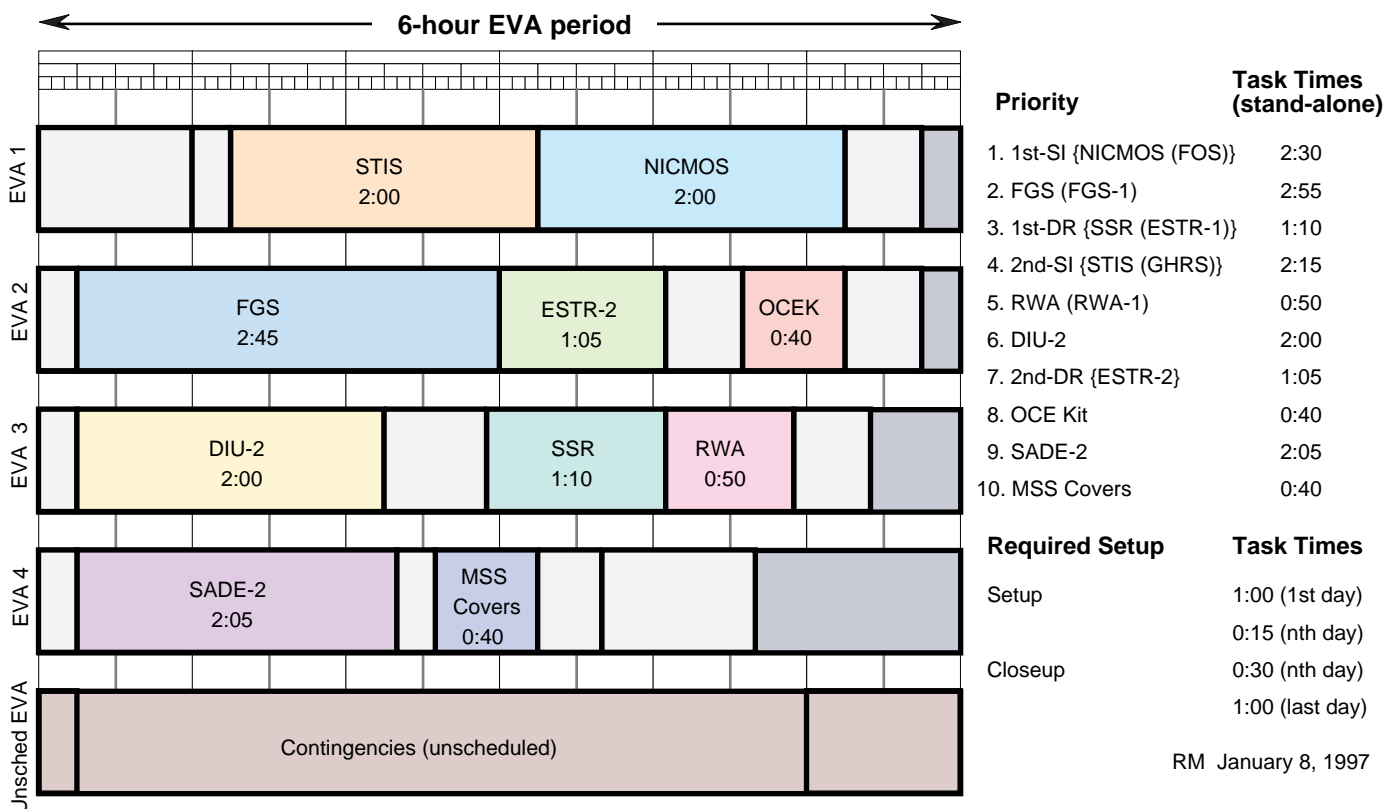 6-hour EVA period
EVA 1
STIS
2:00
NICMOS
2:00
EVA 2
FGS
2:45
ESTR-2
1:05
OCEK
0:40
EVA 3
DIU-2
2:00
SSR
1:10
RWA
0:50
EVA 4
SADE-2
2:05
MSS
Covers
0:40
Unsched EVA
Contingencies (unscheduled)
Priority
Task Times
(stand-alone)
1. 1st-SI {NICMOS (FOS)} 2:30
2. FGS (FGS-1) 2:55
3. 1st-DR {SSR (ESTR-1)} 1:10
4. 2nd-SI {STIS (GHRS)} 2:15
5. RWA (RWA-1) 0:50
6. DIU-2 2:00
7. 2nd-DR {ESTR-2} 1:05
8. OCE Kit 0:40
9. SADE-2 2:05
10. MSS Covers 0:40
Required Setup Task Times
Setup 1:00 (1st day)
0:15 (nth day)
Closeup 0:30 (nth day)
1:00 (last day)
RM January 8, 1997